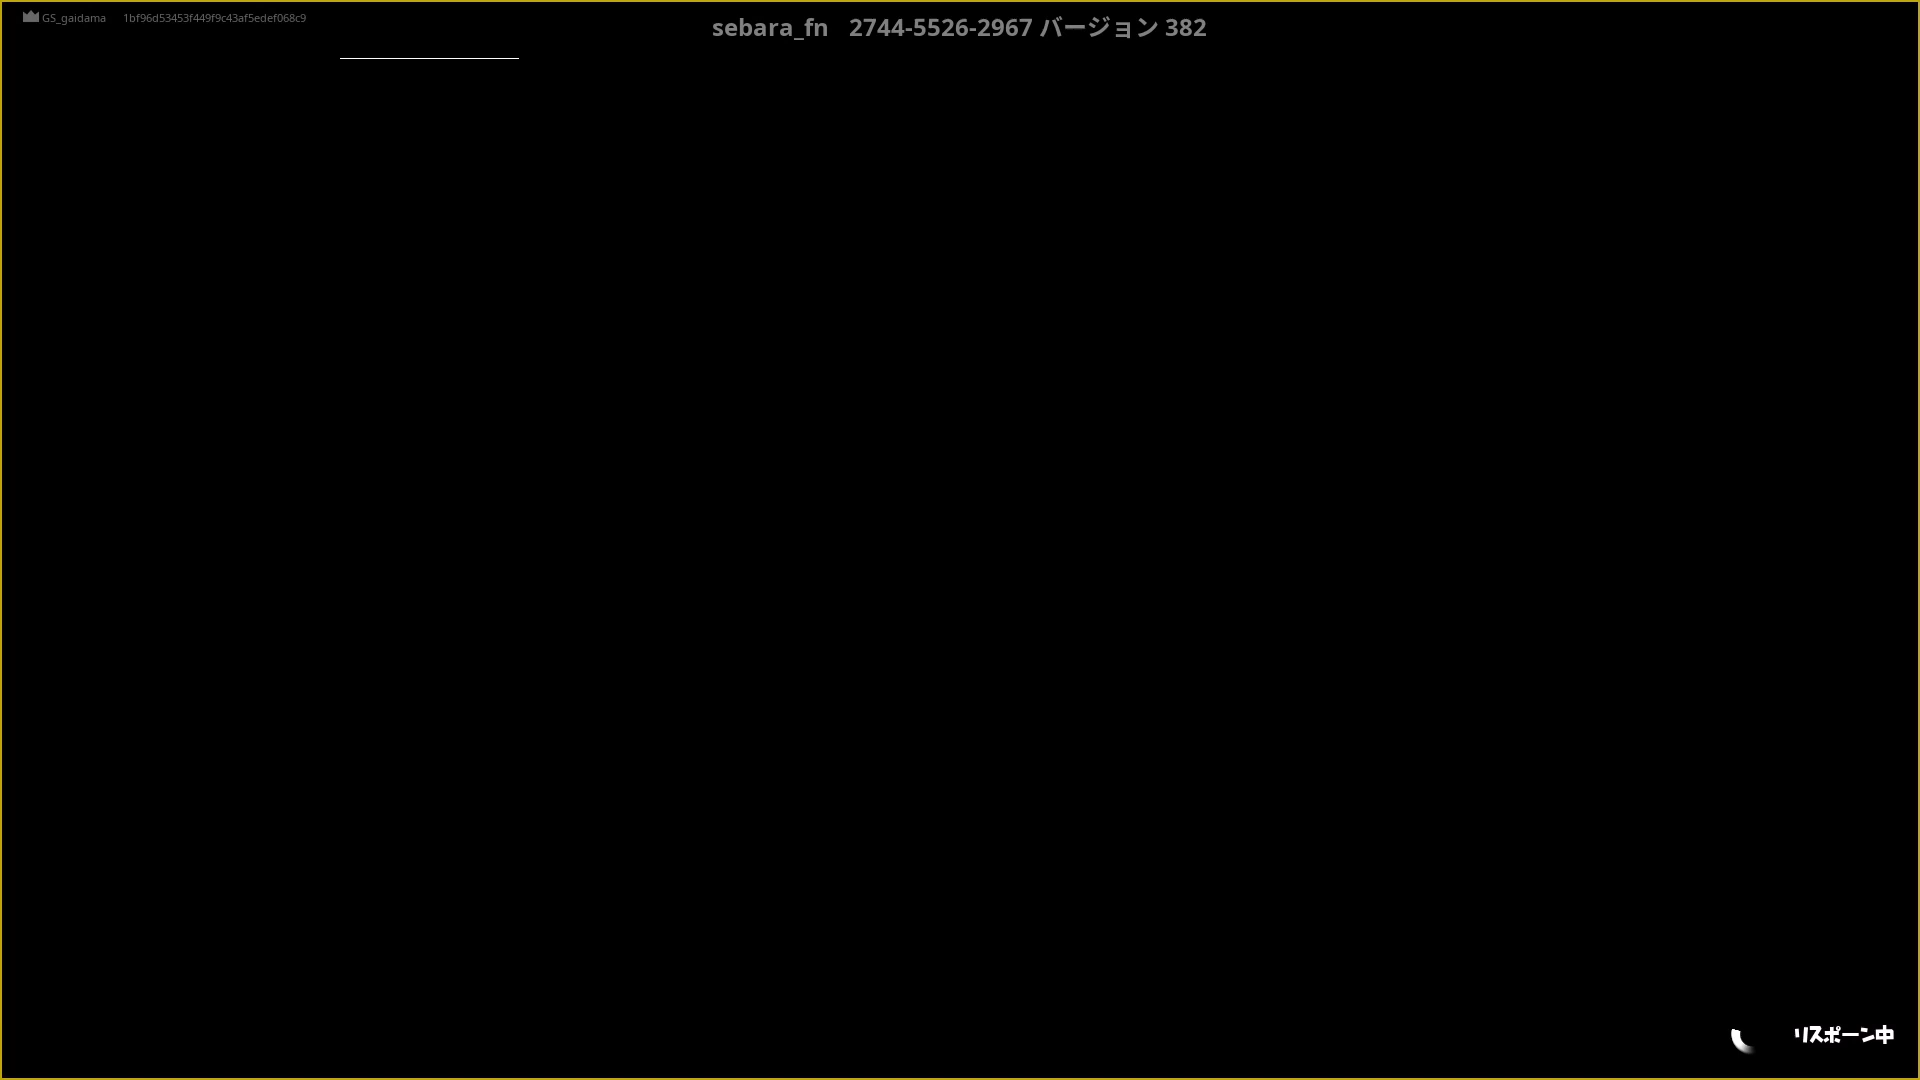 GS_gaidama 1bf96d53453f449f9c43af5edef068c9
sebara_fn 2744-5526-2967 バージョン 382
リスポーン中